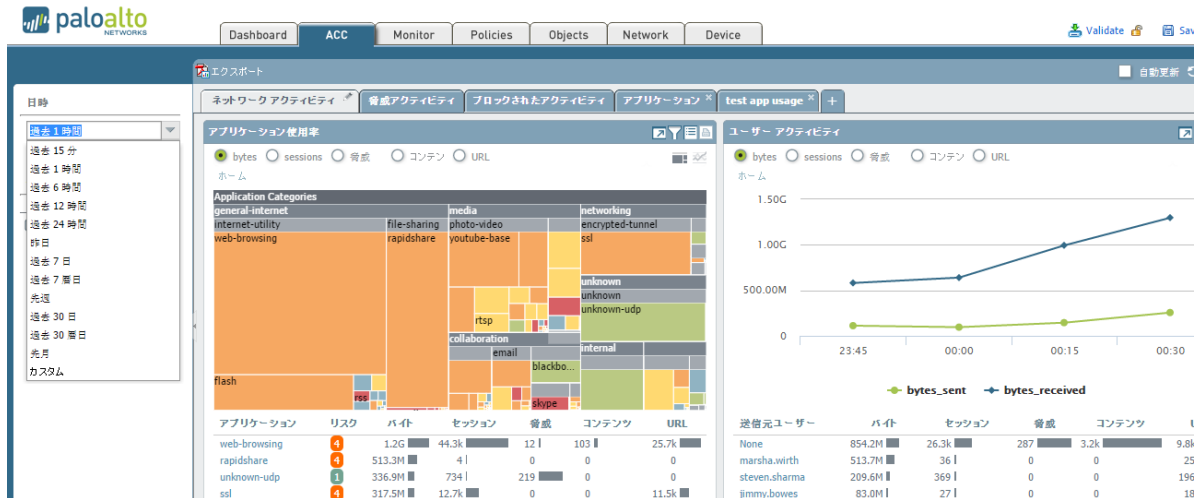 paloalto
NETWORKS
Dashboard ACC Monitor Policies Objects Network Device
Validate
エクスポート
自動更新
日時
過去 1 時間
過去 15 分
過去 1 時間
過去 6 時間
過去 12 時間
過去 24 時間
昨日
過去 7 日
過去 7 暦日
先週
過去 30 日
過去 30 暦日
先月
カスタム
ネットワーク アクティビティ 脅威アクティビティ ブロックされたアクティビティ アプリケーション test app usage
アプリケーション使用率
bytes sessions 脅威 コンテン URL
ホーム
Application Categories
general-internet media networking
internet-utility file-sharing photo-video encrypted-tunnel
web-browsing rapidshare youtube-base ssl
unknown
unknown
unknown-udp
rtsp
collaboration
email
internal
blackbo...
flash
rss
skype
アプリケーション リスク バイト セッション 脅威 コンテンツ URL
web-browsing 4 1.2G 44.3k 12 103 25.7k
rapidshare 4 513.3M 4 0 0 0
unknown-udp 1 336.9M 734 219 0 0
ssl 4 317.5M 12.7k 0 0 11.5k
ユーザー アクティビティ
bytes sessions 脅威 コンテン URL
ホーム
1.50G
1.00G
500.00M
0
23:45 00:00 00:15 00:30
bytes_sent bytes_received
送信元ユーザー バイト セッション 脅威 コンテンツ
None 854.2M 26.3k 287 3.2k 9.8k
marsha.wirth 513.7M 36 0 0
steven.sharma 209.6M 369 0 0
jimmy.bowes 83.0M 27 0 0